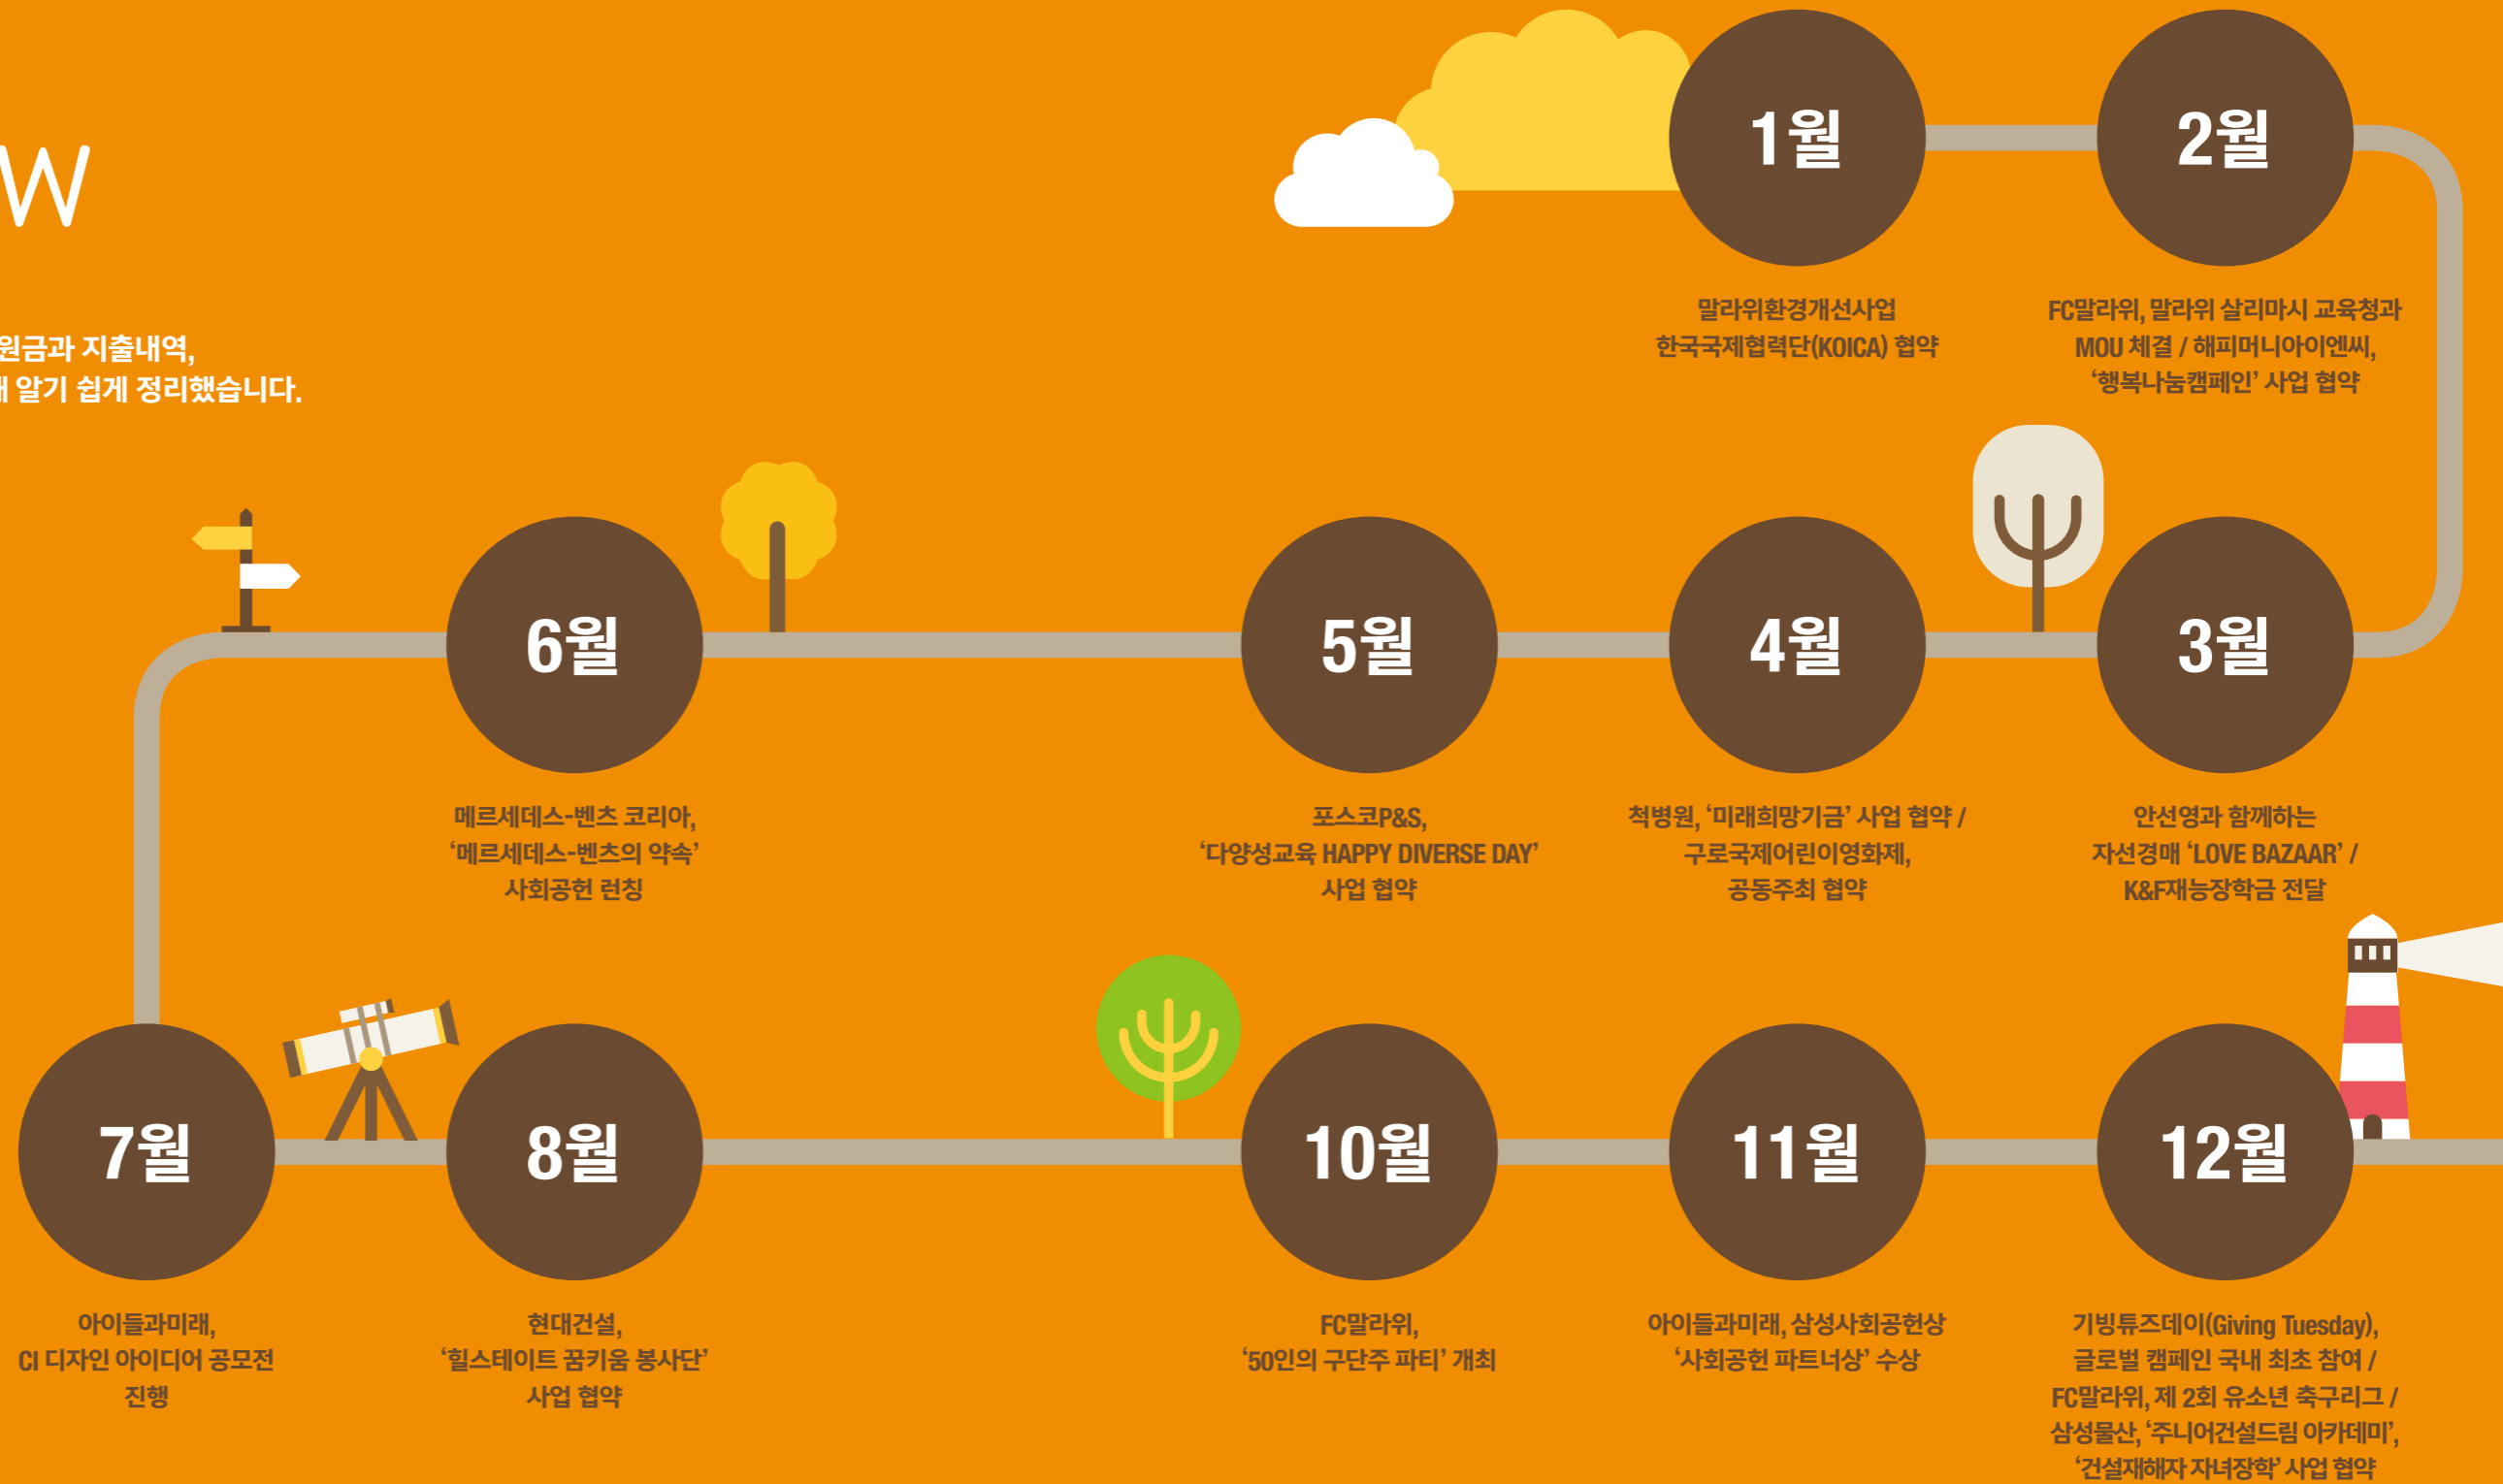 W
원금과 지출내역,
알기 쉽게 정리했습니다.
1월
말라위환경개선사업
한국국제협력단(KOICA) 협약
2월
FC말라위, 말라위 살리마시 교육청과
MOU 체결 / 해피머니아이엔씨,
‘행복나눔캠페인’ 사업 협약
3월
안선영과 함께하는
자선경매 ‘LOVE BAZAAR’ /
K&F재능장학금 전달
4월
척병원, ‘미래희망기금’ 사업 협약 /
구로국제어린이영화제,
공동주최 협약
5월
포스코P&S,
‘다양성교육 HAPPY DIVERSE DAY’
사업 협약
6월
메르세데스-벤츠 코리아,
‘메르세데스-벤츠의 약속’
사회공헌 런칭
7월
아이들과미래,
CI 디자인 아이디어 공모전
진행
8월
현대건설,
‘힐스테이트 꿈키움 봉사단’
사업 협약
10월
FC말라위,
‘50인의 구단주 파티’ 개최
11월
아이들과미래, 삼성사회공헌상
‘사회공헌 파트너상’ 수상
12월
기빙튜즈데이(Giving Tuesday),
글로벌 캠페인 국내 최초 참여 /
FC말라위, 제 2회 유소년 축구리그 /
삼성물산, ‘주니어건설드림 아카데미’,
‘건설재해자 자녀장학’ 사업 협약